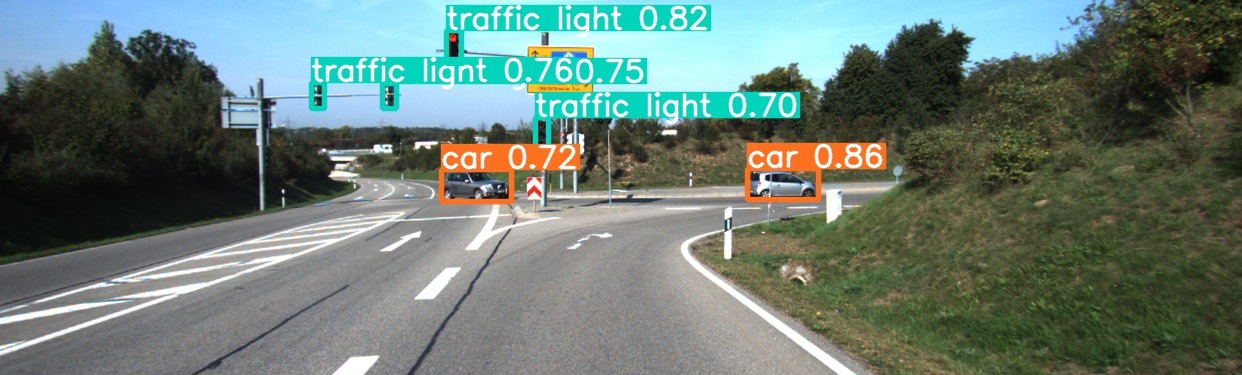 traffic light 0.82
traffic light 0.760.75
traffic light 0.70
car 0.72
car 0.86